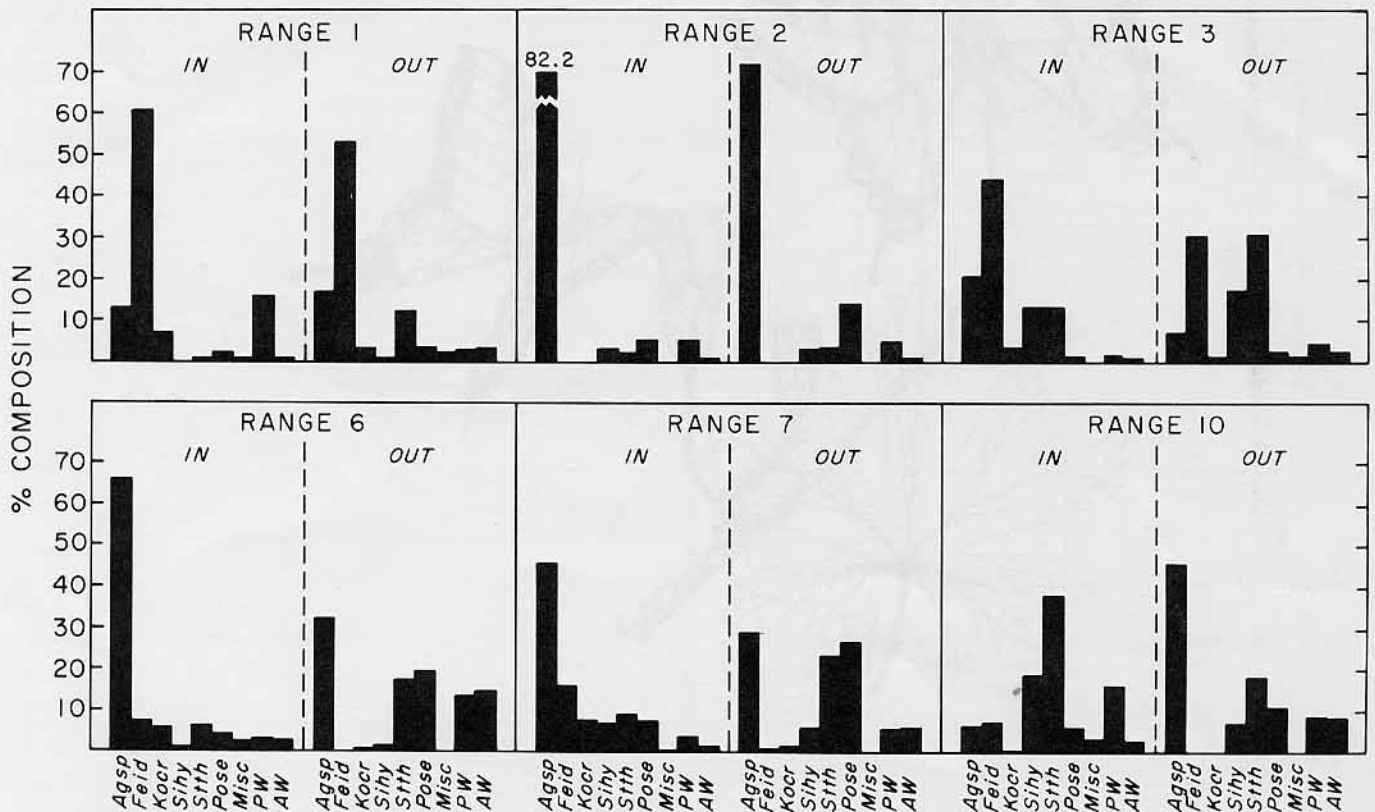 RANGE 1 RANGE 2 RANGE 3
IN OUT 82.2 IN OUT IN OUT
70
60
50
40
30
20
10
% COMPOSITION
RANGE 6 RANGE 7 RANGE 10
IN OUT IN OUT IN OUT
70
60
50
40
30
20
10
Agsp Feid Kocr Sihy Stth Pose Misc PW AW Agsp Feid Kocr Sihy Stth Pose Misc PW AW Agsp Feid Kocr Sihy Stth Pose Misc PW AW Agsp Feid Kocr Sihy Stth Pose Misc PW AW Agsp Feid Kocr Sihy Stth Pose Misc PW AW Agsp Feid Kocr Sihy Stth Pose Misc PW AW